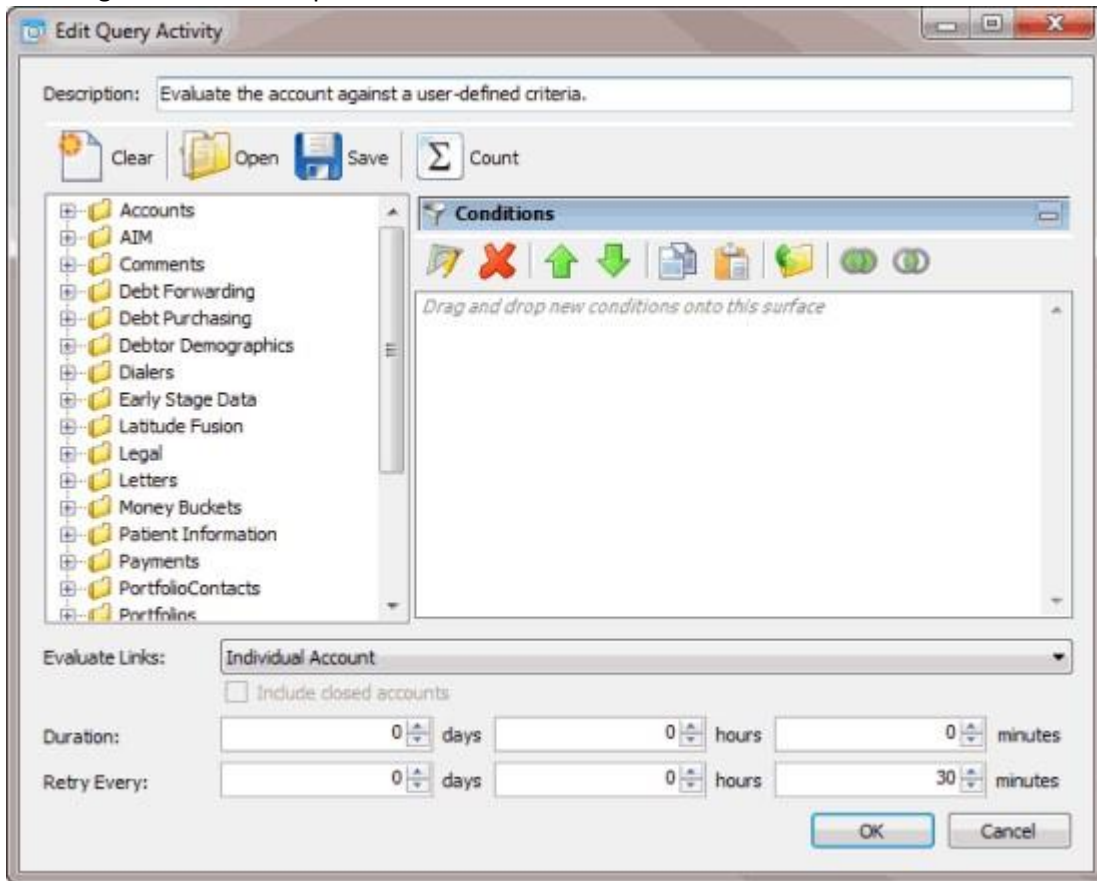 Edit Query Activity
Description: Evaluate the account against a user-defined criteria.
Clear Open Save Σ Count
Accounts
AIM
Comments
Debt Forwarding
Debt Purchasing
Debtor Demographics
Dialers
Early Stage Data
Latitude Fusion
Legal
Letters
Money Buckets
Patient Information
Payments
PortfolioContacts
Portfolios
Conditions
Drag and drop new conditions onto this surface
Evaluate Links: Individual Account
Include closed accounts
Duration: 0 days 0 hours 0 minutes
Retry Every: 0 days 0 hours 30 minutes
OK Cancel